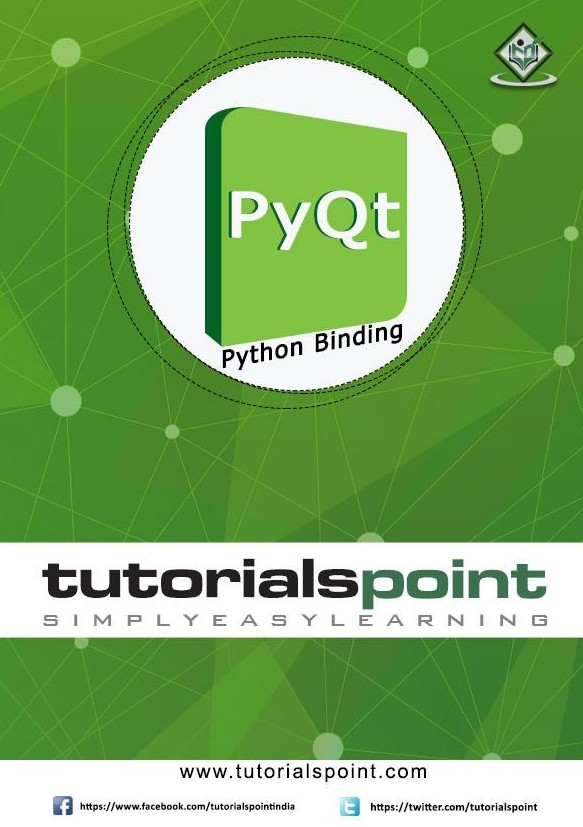 PyQt
Python Binding
tutorialspoint
SIMPLYEASYLEARNING
www.tutorialspoint.com
https://www.facebook.com/tutorialspointindia
https://twitter.com/tutorialspoint